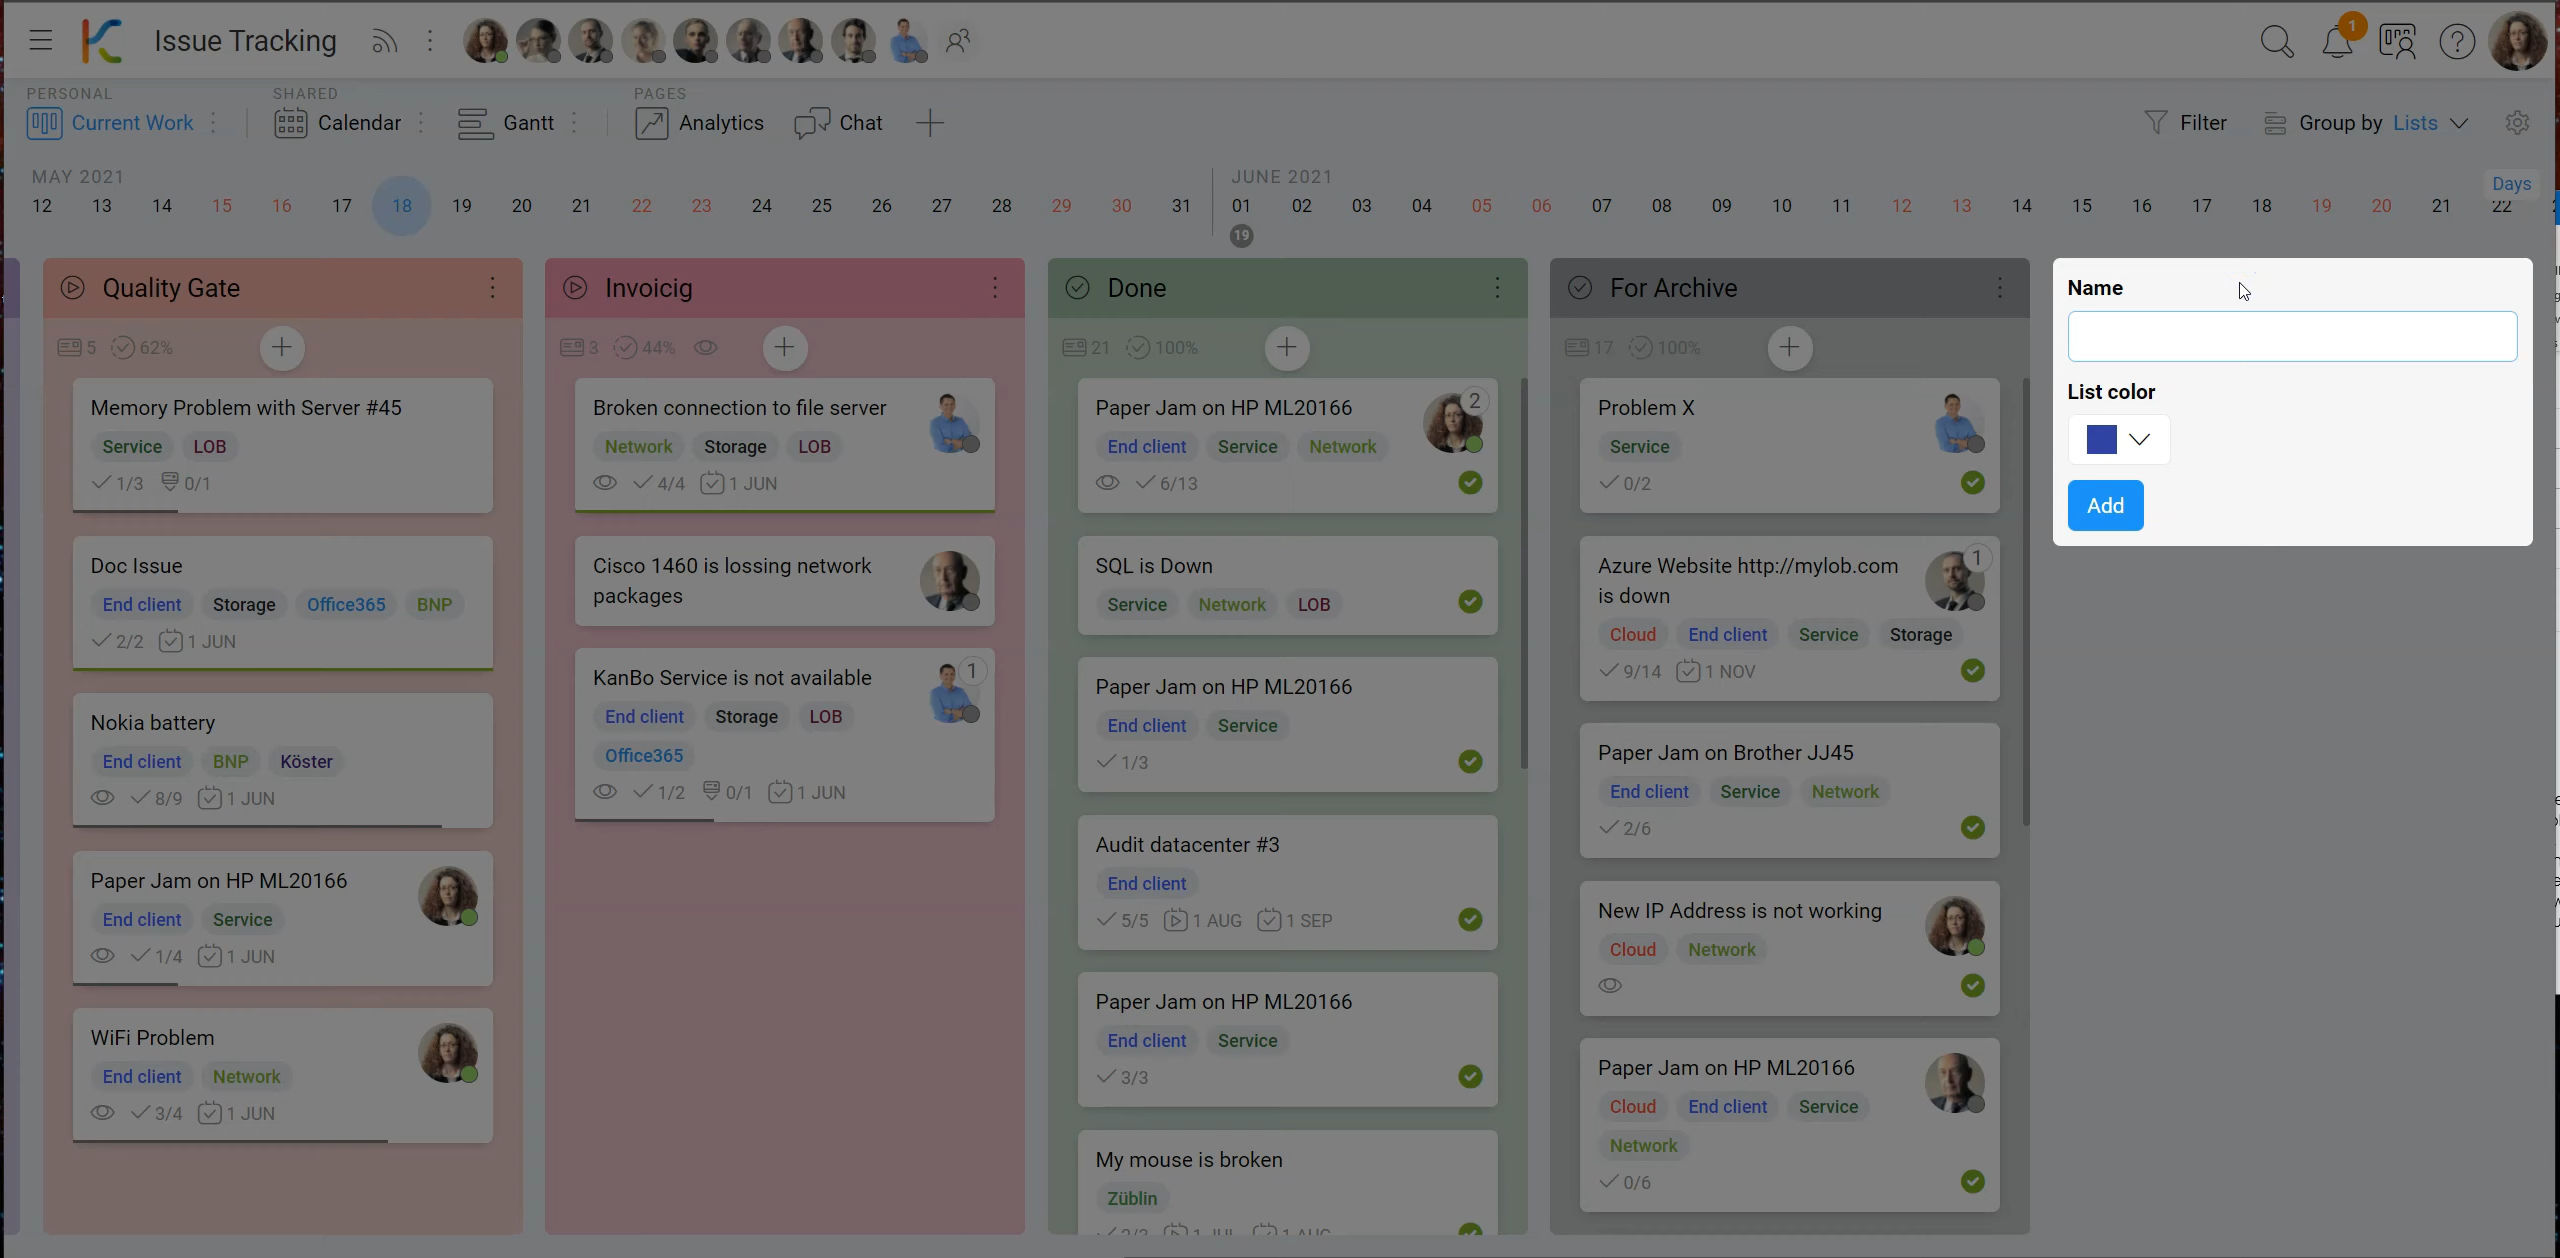 Issue Tracking
1
PERSONAL
SHARED
PAGES
Current Work
Calendar
Gantt
Analytics
Chat
Filter
Group by Lists
MAY 2021
JUNE 2021
Days
12 13 14 15 16 17 18 19 20 21 22 23 24 25 26 27 28 29 30 31 01 02 03 04 05 06 07 08 09 10 11 12 13 14 15 16 17 18 19 20 21 22
19
Quality Gate
5 62%
Memory Problem with Server #45
Service LOB
1/3 0/1
Doc Issue
End client Storage Office365 BNP
2/2 1 JUN
Nokia battery
End client BNP Köster
8/9 1 JUN
Paper Jam on HP ML20166
End client Service
1/4 1 JUN
WiFi Problem
End client Network
3/4 1 JUN
Invoicig
3 44%
Broken connection to file server
Network Storage LOB
4/4 1 JUN
Cisco 1460 is lossing network
packages
KanBo Service is not available
1
End client Storage LOB
Office365
1/2 0/1 1 JUN
Done
21 100%
Paper Jam on HP ML20166
2
End client Service Network
6/13
SQL is Down
Service Network LOB
Paper Jam on HP ML20166
End client Service
1/3
Audit datacenter #3
End client
5/5 1 AUG 1 SEP
Paper Jam on HP ML20166
End client Service
3/3
My mouse is broken
Züblin
For Archive
17 100%
Problem X
Service
0/2
Azure Website http://mylob.com
1
is down
Cloud End client Service Storage
9/14 1 NOV
Paper Jam on Brother JJ45
End client Service Network
2/6
New IP Address is not working
Cloud Network
Paper Jam on HP ML20166
Cloud End client Service
Network
0/6
Name
List color
Add